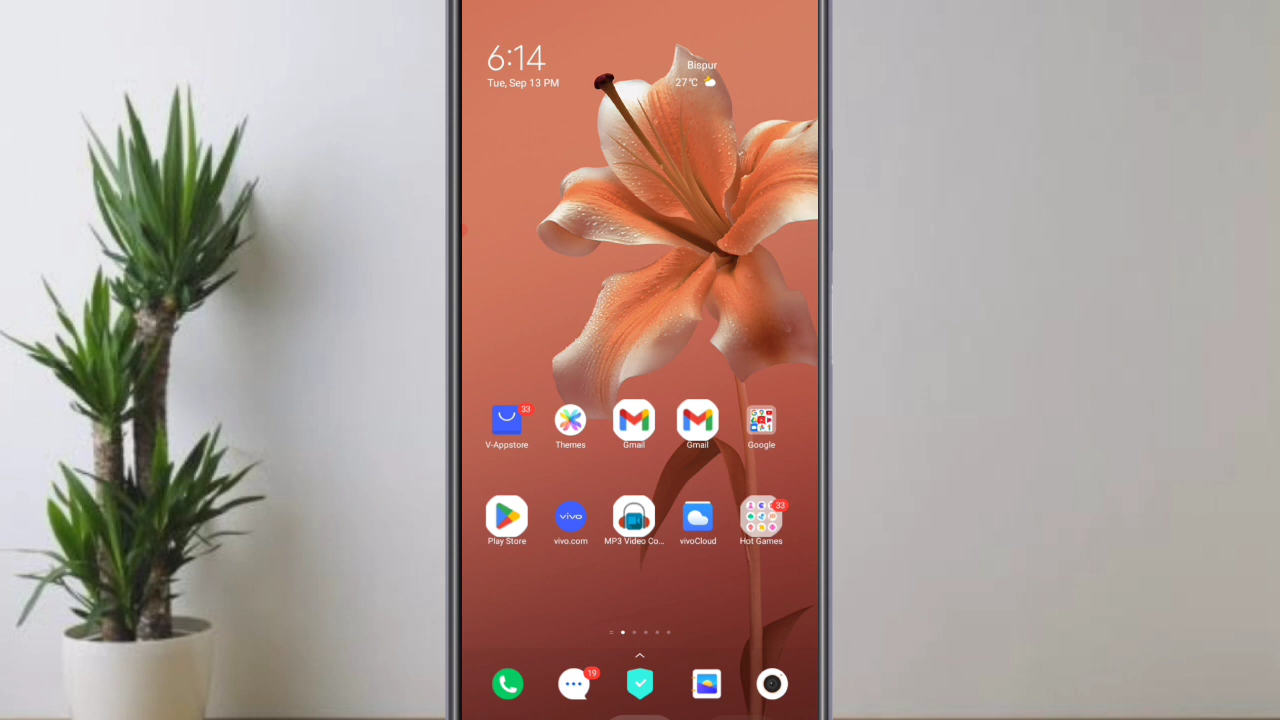 6:14
Tue, Sep 13 PM
Bispur
27°C
33
V-Appstore
Themes
Gmail
Gmail
Google
Play Store
vivo
vivo.com
MP3 Video Co...
vivoCloud
33
Hot Games
19